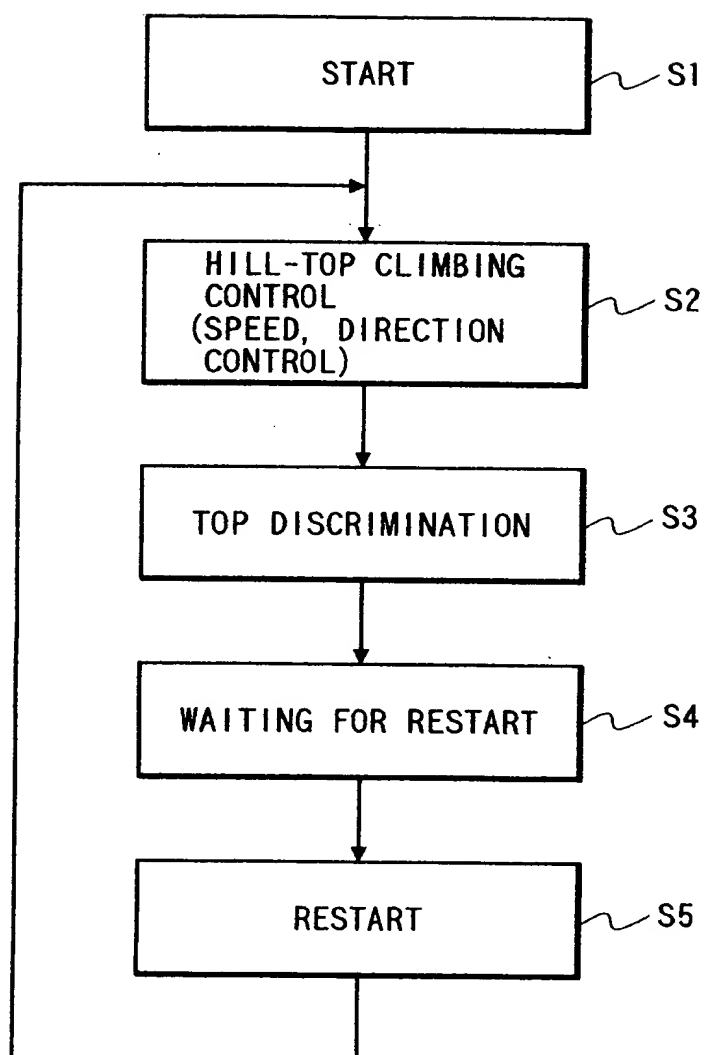 START
S1
HILL-TOP CLIMBING
CONTROL
(SPEED, DIRECTION
CONTROL)
S2
TOP DISCRIMINATION
S3
WAITING FOR RESTART
S4
RESTART
S5